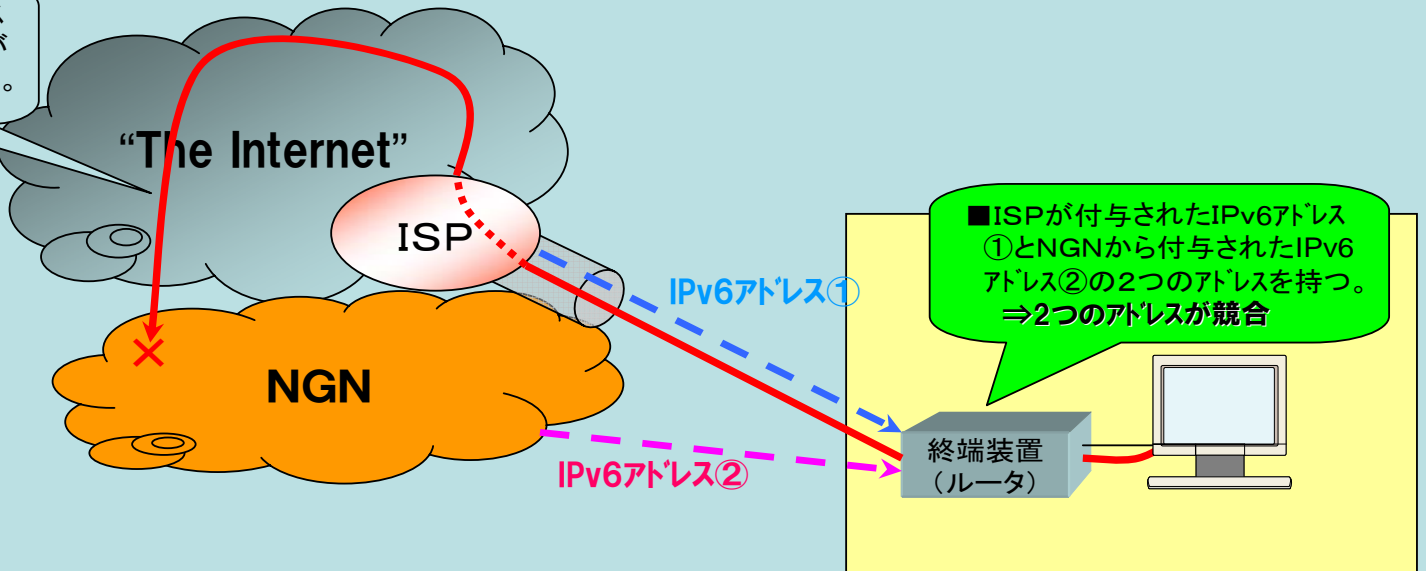 が
。
“The Internet”
ISP
NGN
IPv6アドレス①
IPv6アドレス②
■ISPが付与されたIPv6アドレス
①とNGNから付与されたIPv6
アドレス②の2つのアドレスを持つ。
⇒2つのアドレスが競合
終端装置
（ルータ）